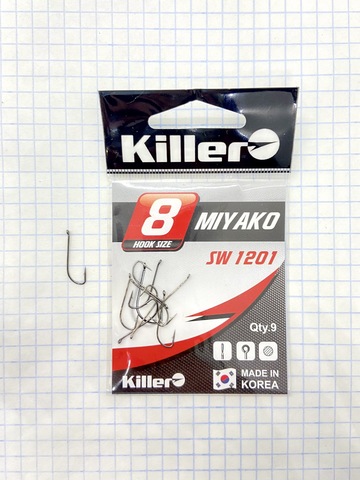 Killer
8
HOOK SIZE
MIYAKO
SW 1201
Qty.9
Killer
MADE IN
KOREA